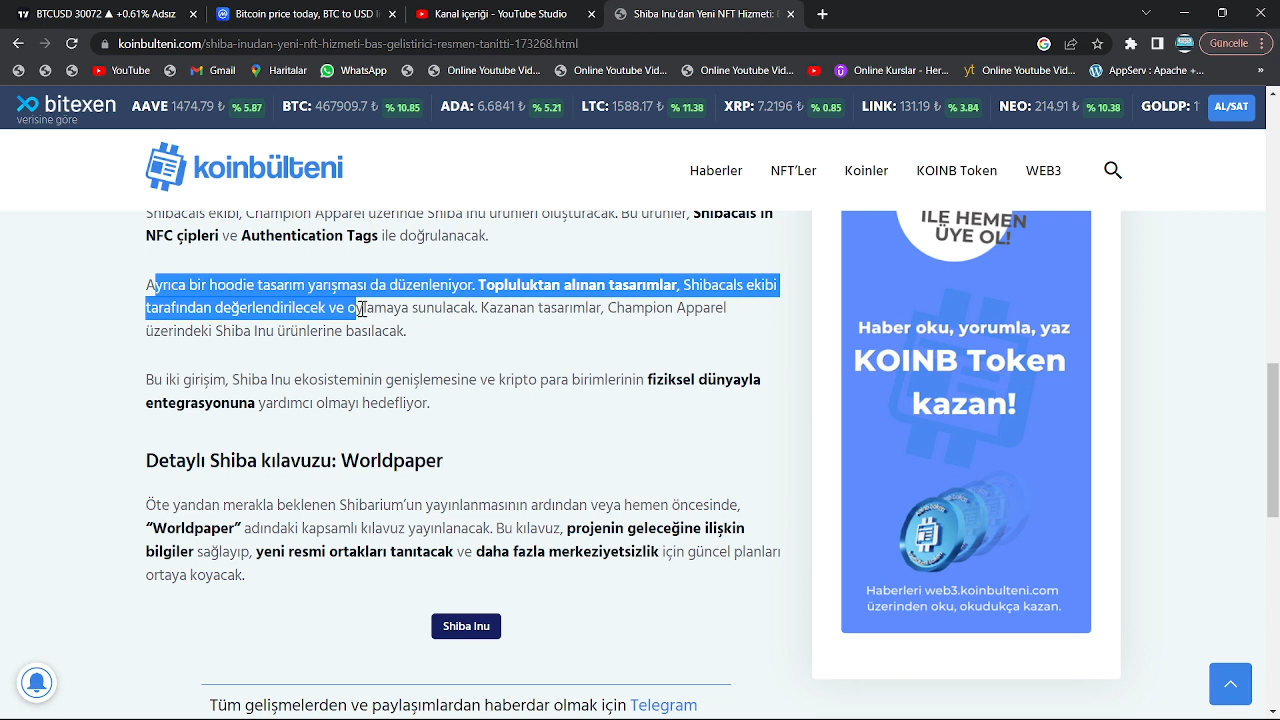 BTCUSD 30072 ▲ +0.61% Adsız
Bitcoin price today, BTC to USD li
Kanal içeriği - YouTube Studio
Shiba Inu'dan Yeni NFT Hizmeti: B
koinbulteni.com/shiba-inudan-yeni-nft-hizmeti-bas-gelistirici-resmen-tanitti-173268.html
Güncelle
YouTube
Gmail
Haritalar
WhatsApp
Online Youtube Vid...
Online Youtube Vid...
Online Youtube Vid...
Online Kurslar - Her...
Online Youtube Vid...
AppServ : Apache +...
bitexen
verisine göre
AAVE 1474.79 ₺ % 5.87
BTC: 467909.7 ₺ % 10.85
ADA: 6.6841 ₺ % 5.21
LTC: 1588.17 ₺ % 11.38
XRP: 7.2196 ₺ % 0.85
LINK: 131.19 ₺ % 3.84
NEO: 214.91 ₺ % 10.38
GOLDP: 1
AL/SAT
koinbülteni
Haberler
NFT'Ler
Koinler
KOINB Token
WEB3
Shibacals ekibi, Champion Apparel üzerinde Shiba Inu ürünleri oluşturacak. Bu ürünler, Shibacals'ın
NFC çipleri ve Authentication Tags ile doğrulanacak.
Ayrıca bir hoodie tasarım yarışması da düzenleniyor. Topluluktan alınan tasarımlar, Shibacals ekibi
tarafından değerlendirilecek ve oylamaya sunulacak. Kazanan tasarımlar, Champion Apparel
üzerindeki Shiba Inu ürünlerine basılacak.
Bu iki girişim, Shiba Inu ekosisteminin genişlemesine ve kripto para birimlerinin fiziksel dünyayla
entegrasyonuna yardımcı olmayı hedefliyor.
Detaylı Shiba kılavuzu: Worldpaper
Öte yandan merakla beklenen Shibarium'un yayınlanmasının ardından veya hemen öncesinde,
“Worldpaper” adındaki kapsamlı kılavuz yayınlanacak. Bu kılavuz, projenin geleceğine ilişkin
bilgiler sağlayıp, yeni resmi ortakları tanıtacak ve daha fazla merkeziyetsizlik için güncel planları
ortaya koyacak.
Shiba Inu
Tüm gelişmelerden ve paylaşımlardan haberdar olmak için Telegram
ILE HEMEN
ÜYE OL!
Haber oku, yorumla, yaz
KOINB Token
kazan!
Haberleri web3.koinbulteni.com
üzerinden oku, okudukça kazan.